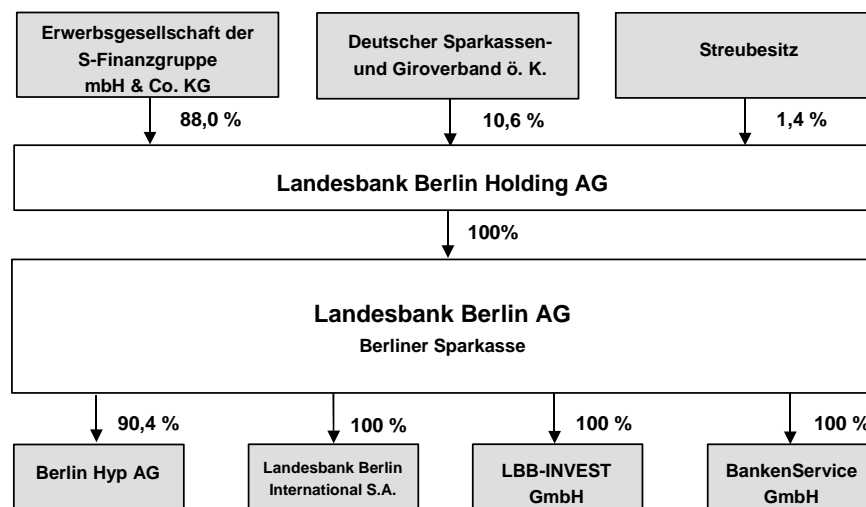 Erwerbsgesellschaft der
S-Finanzgruppe
mbH & Co. KG
Deutscher Sparkassen-
und Giroverband ö. K.
Streubesitz
88,0 %
10,6 %
1,4 %
Landesbank Berlin Holding AG
100%
Landesbank Berlin AG
Berliner Sparkasse
90,4 %
100 %
100 %
100 %
Berlin Hyp AG
Landesbank Berlin
International S.A.
LBB-INVEST
GmbH
BankenService
GmbH